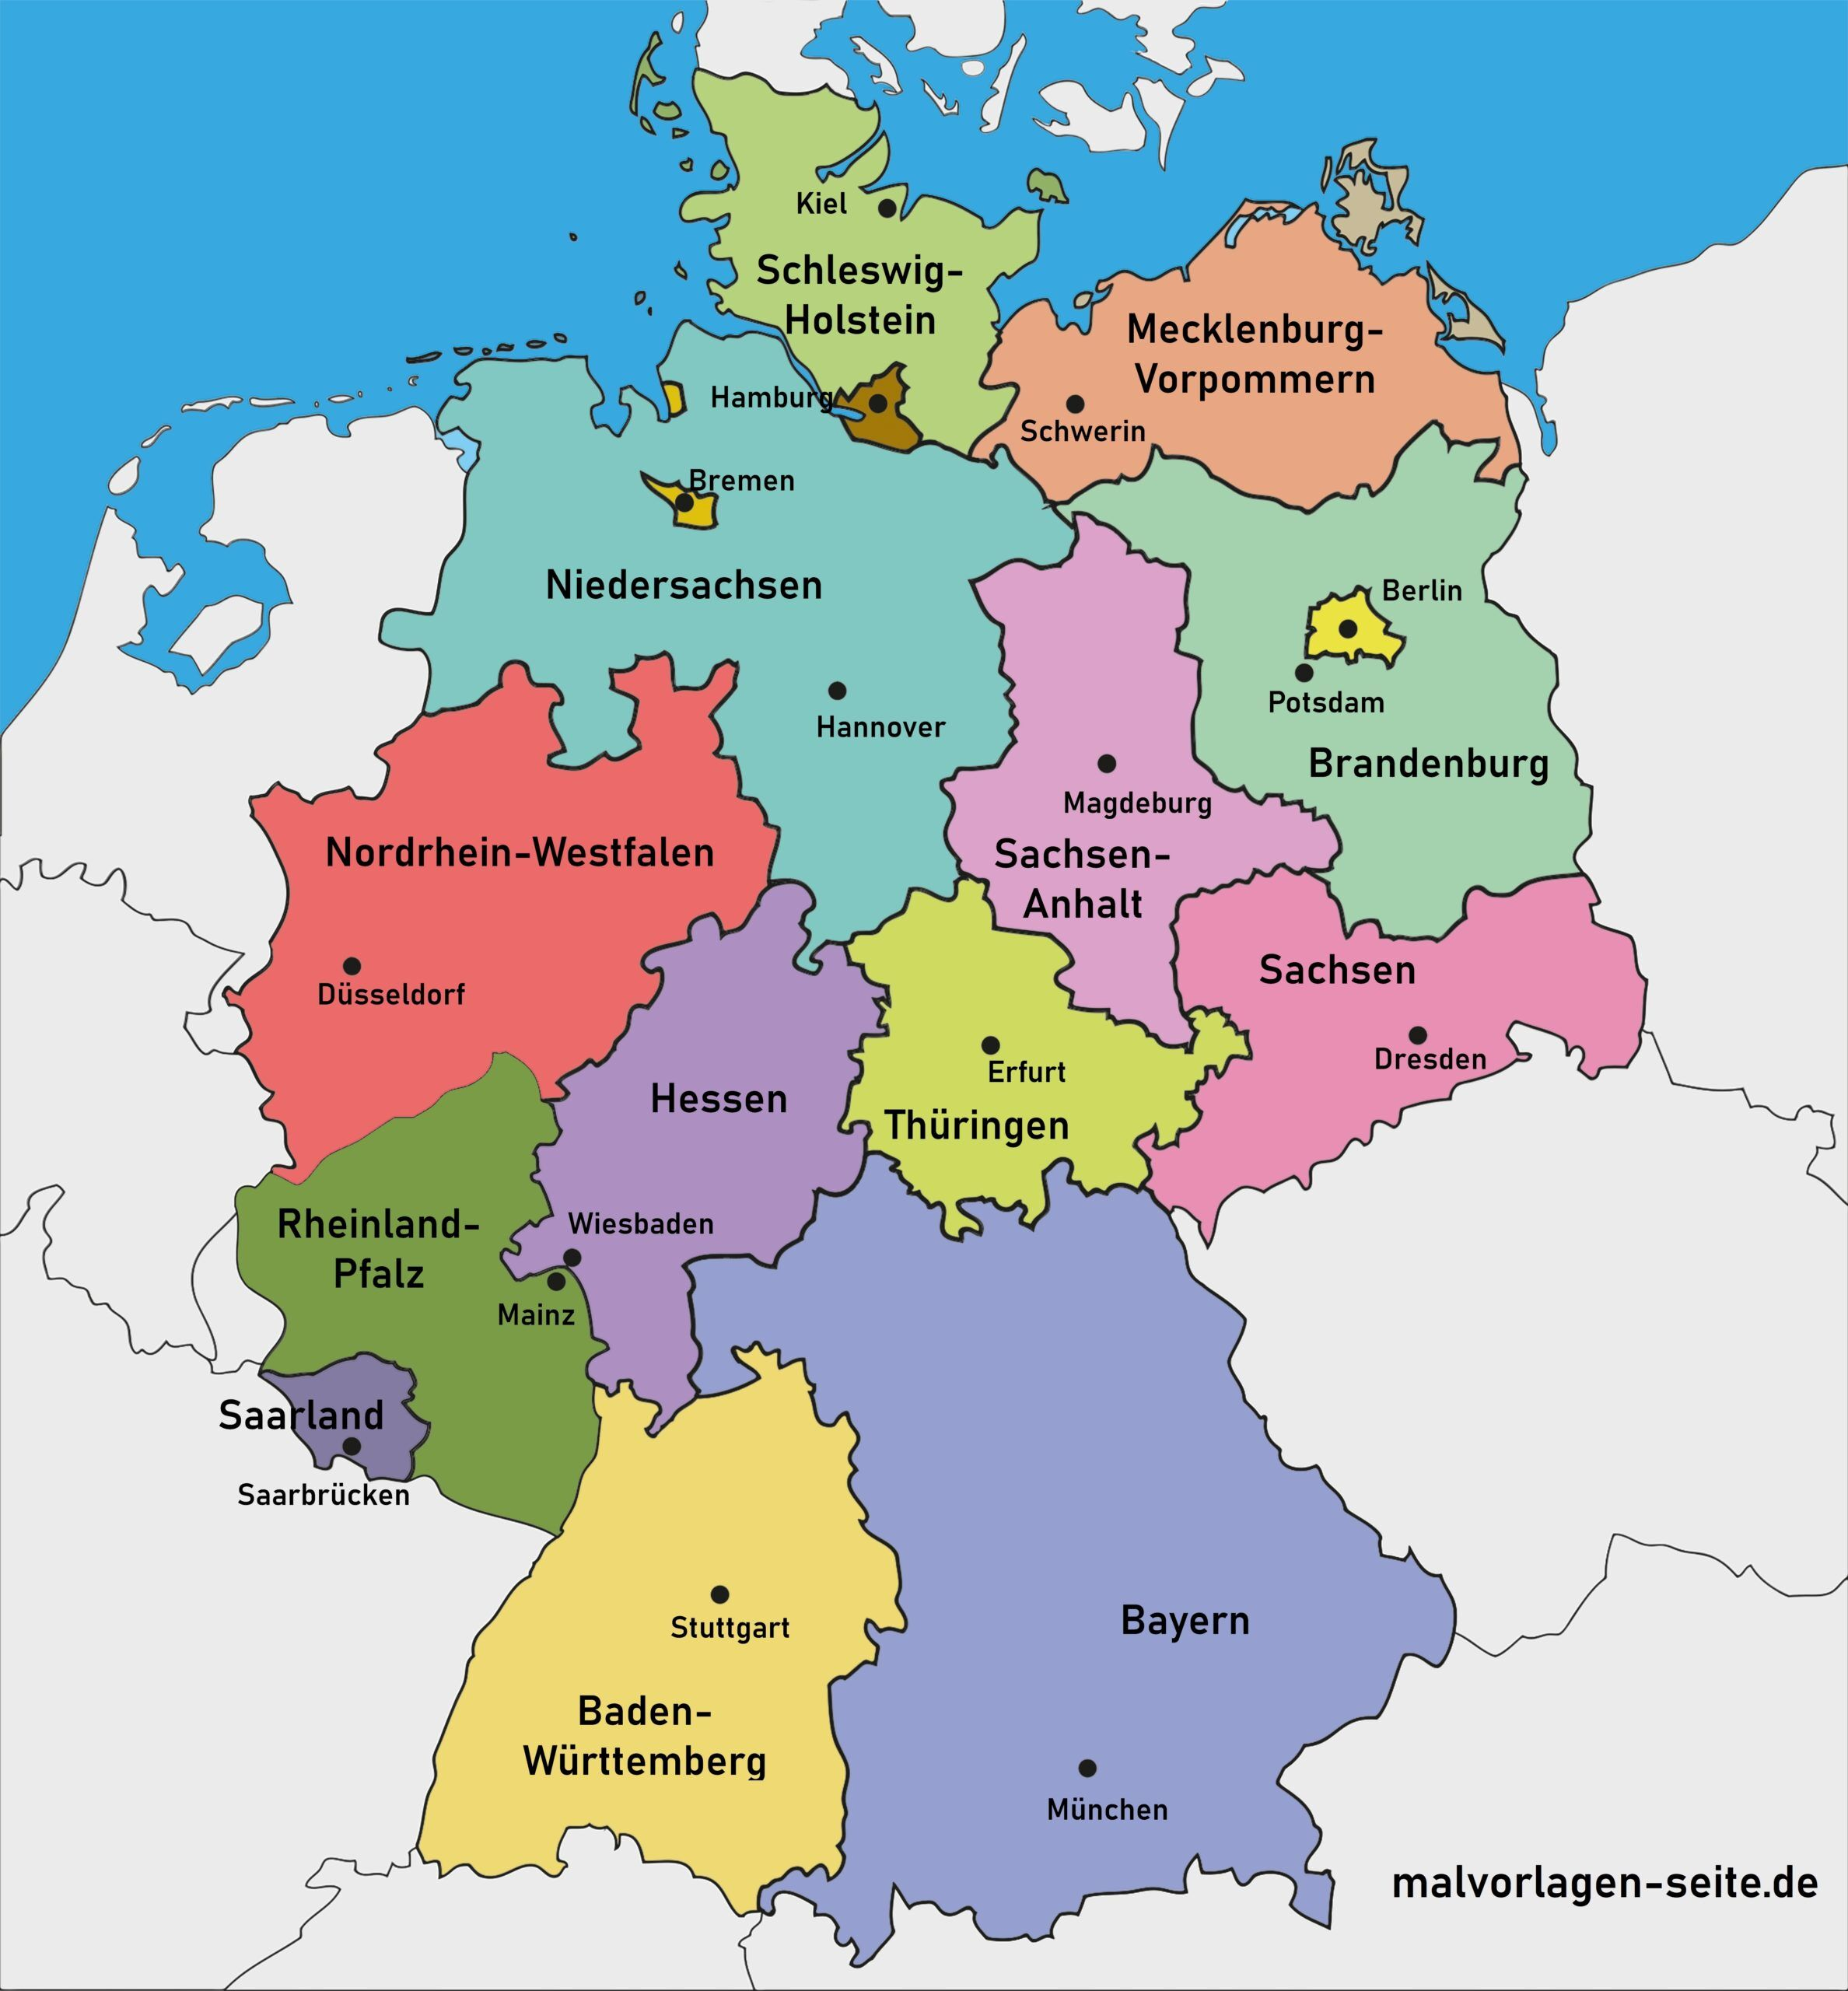 Kiel
Schleswig-
Holstein
Mecklenburg-
Vorpommern
Hamburg
Schwerin
Bremen
Niedersachsen
Berlin
Potsdam
Hannover
Brandenburg
Magdeburg
Nordrhein-Westfalen
Sachsen-
Anhalt
Sachsen
Düsseldorf
Dresden
Erfurt
Hessen
Thüringen
Rheinland-
Pfalz
Wiesbaden
Mainz
Saarland
Saarbrücken
Stuttgart
Bayern
Baden-
Württemberg
München
malvorlagen-seite.de